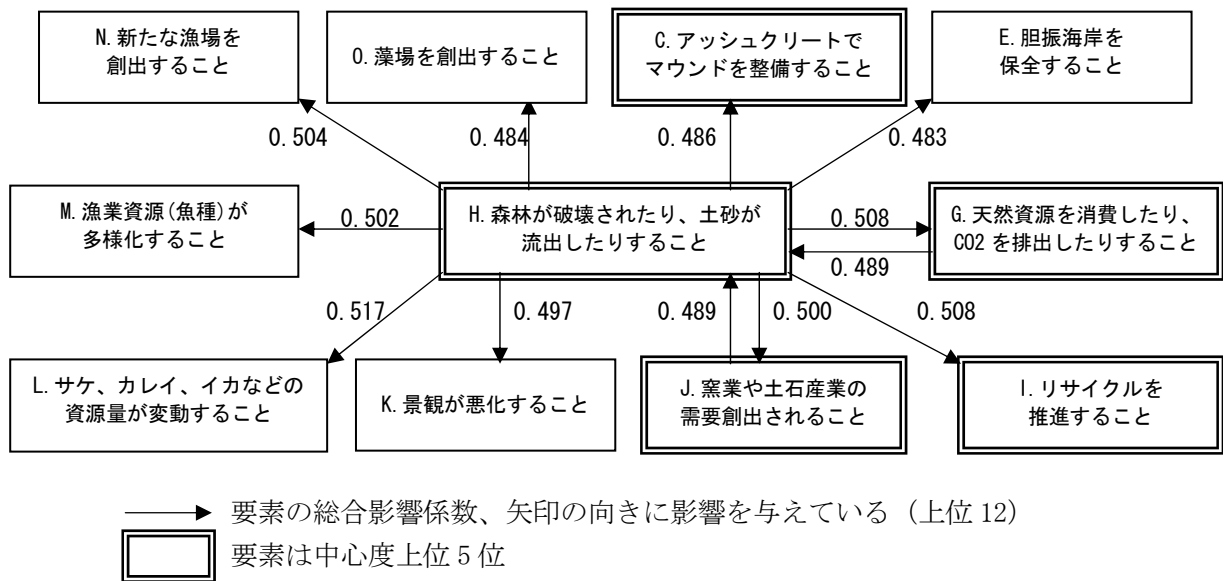 N.新たな漁場を
創出すること
O.藻場を創出すること
C.アッシュクリートで
マウンドを整備すること
E.胆振海岸を
保全すること
0.504
0.484
0.486
0.483
M.漁業資源(魚種)が
多様化すること
0.502
H.森林が破壊されたり、土砂が
流出したりすること
0.508
0.489
G.天然資源を消費したり、
CO2を排出したりすること
0.517
0.497
0.489
0.500
0.508
L.サケ、カレイ、イカなどの
資源量が変動すること
K.景観が悪化すること
J.窯業や土石産業の
需要創出されること
I.リサイクルを
推進すること
要素の総合影響係数、矢印の向きに影響を与えている（上位12）
要素は中心度上位5位